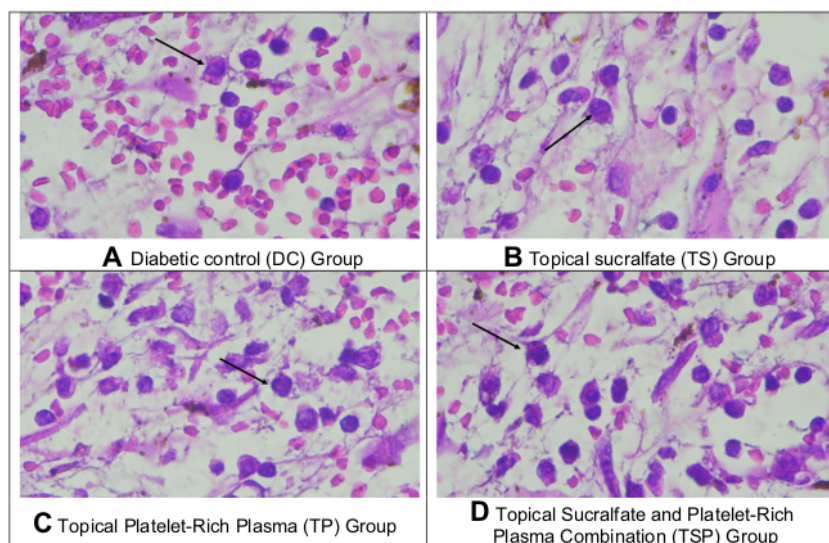 A Diabetic control (DC) Group
B Topical sucralfate (TS) Group
C Topical Platelet-Rich Plasma (TP) Group
D Topical Sucralfate and Platelet-Rich
Plasma Combination (TSP) Group